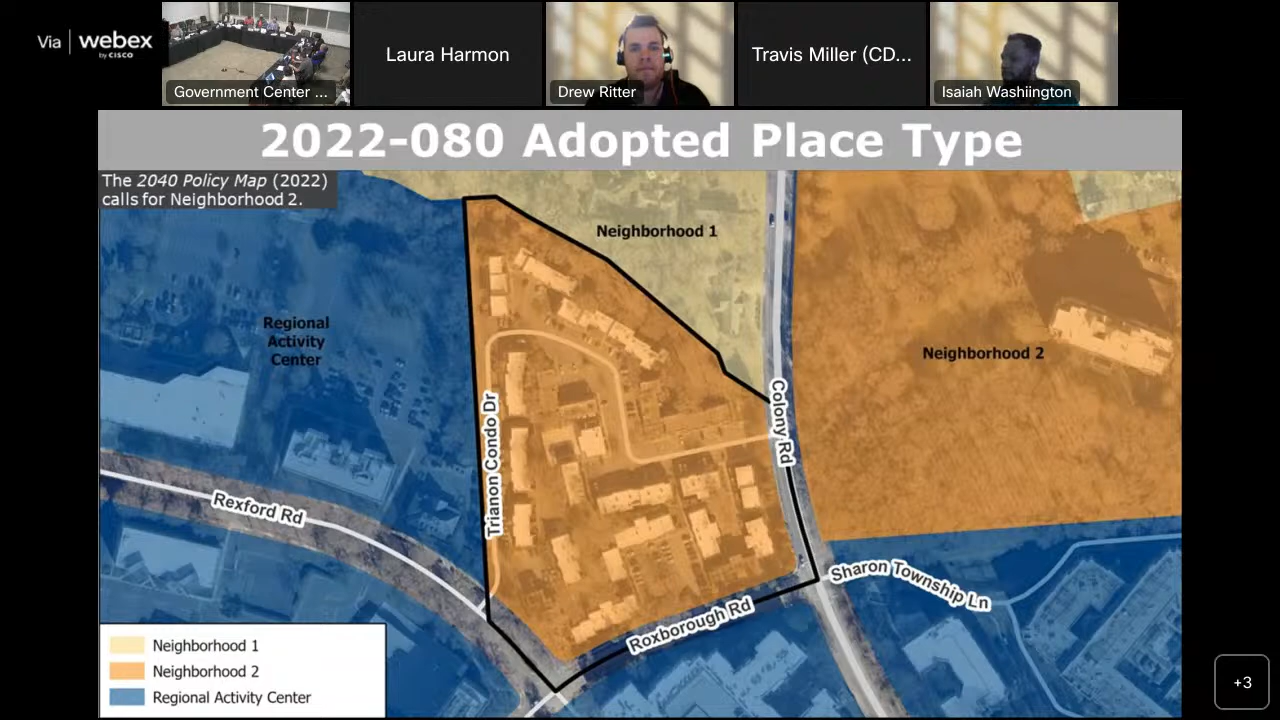 Via | webex
by CISCO
Government Center ...
Laura Harmon
Drew Ritter
Travis Miller (CD...
Isaiah Washiington
2022-080 Adopted Place Type
The 2040 Policy Map (2022)
calls for Neighborhood 2.
Neighborhood 1
Regional
Activity
Center
Neighborhood 2
Colony Rd
Trianon Condo Dr
Rexford Rd
Sharon Township Ln
Roxborough Rd
Neighborhood 1
Neighborhood 2
Regional Activity Center
+3